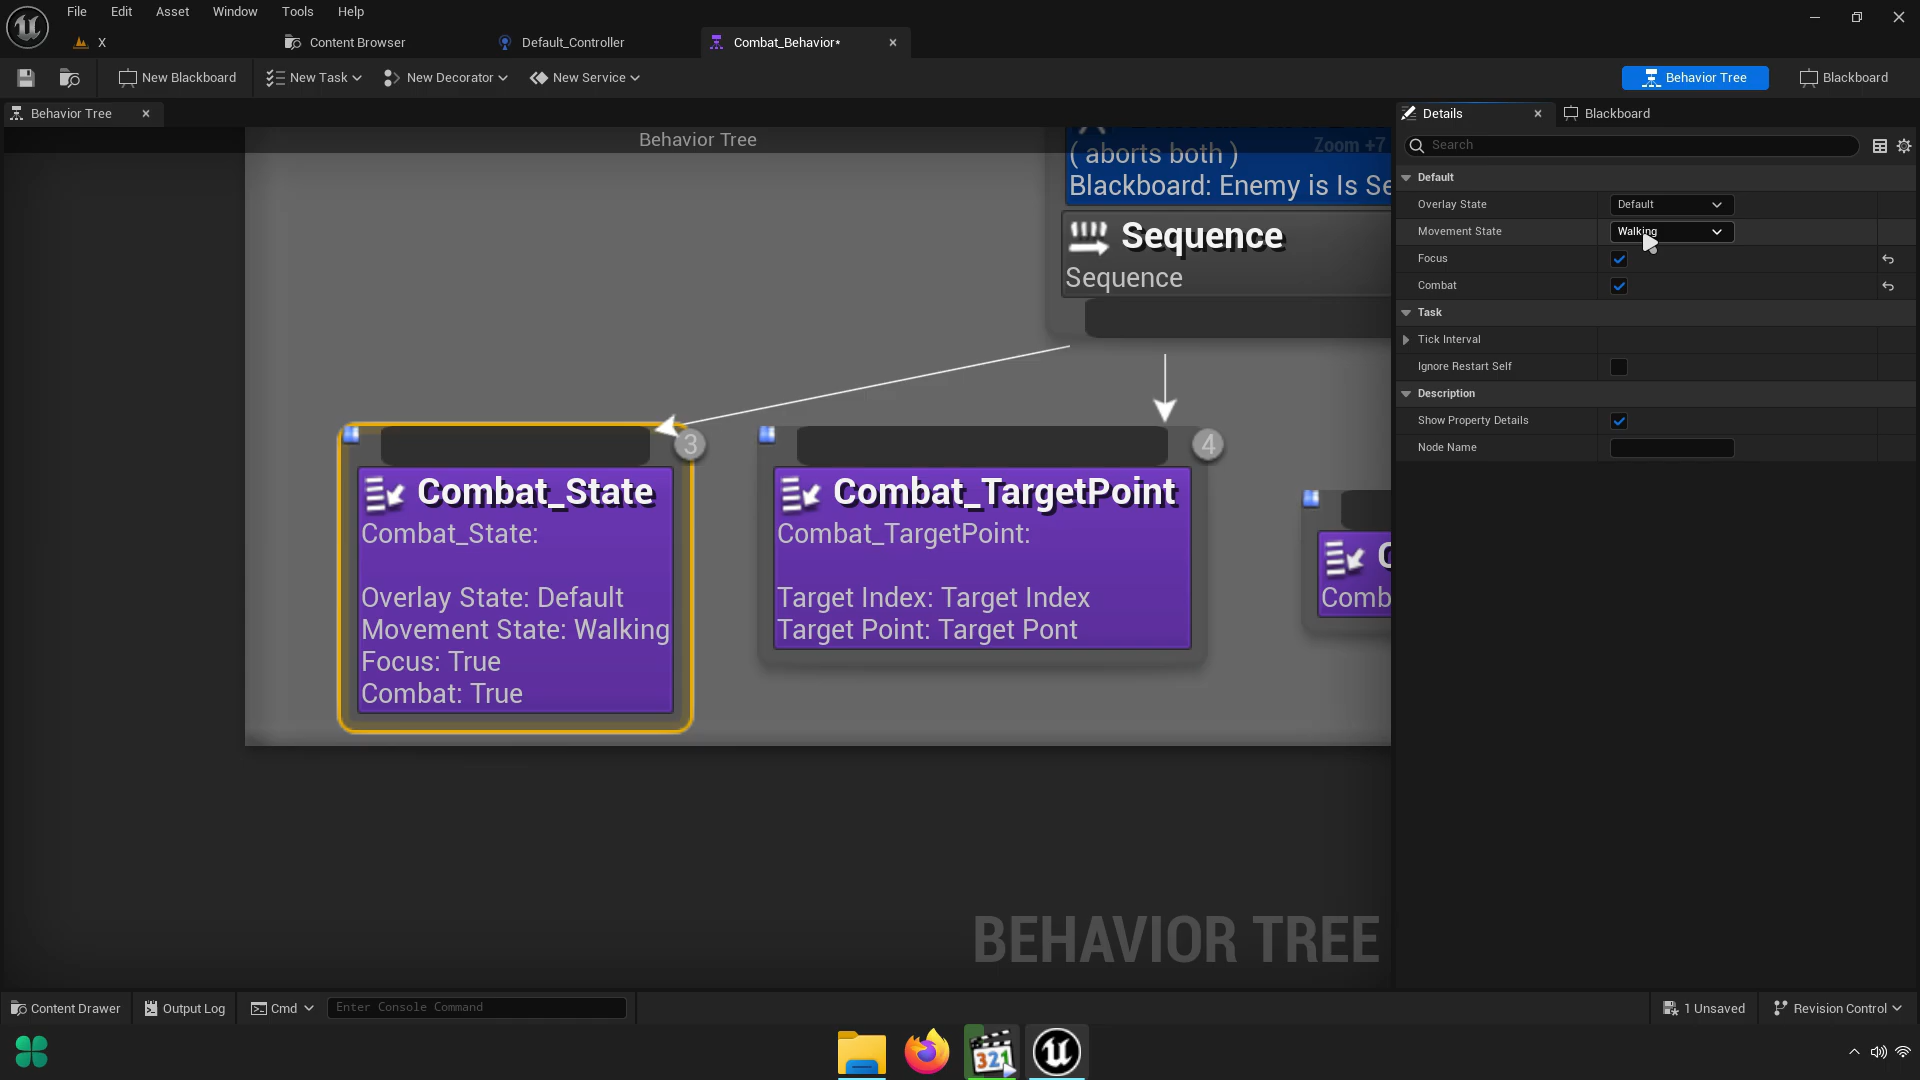 File Edit Asset Window Tools Help
X Content Browser Default_Controller Combat_Behavior*
New Blackboard New Task New Decorator New Service Behavior Tree Blackboard
Behavior Tree
Behavior Tree
Zoom +7
( aborts both )
Blackboard: Enemy is Is Se
Sequence
Sequence
3
Combat_State
Combat_State:
Overlay State: Default
Movement State: Walking
Focus: True
Combat: True
4
Combat_TargetPoint
Combat_TargetPoint:
Target Index: Target Index
Target Point: Target Pont
C
Comb
BEHAVIOR TREE
Details Blackboard
Search
Default
Overlay State Default
Movement State Walking
Focus
Combat
Task
Tick Interval
Ignore Restart Self
Description
Show Property Details
Node Name
Content Drawer Output Log Cmd Enter Console Command 1 Unsaved Revision Control
321